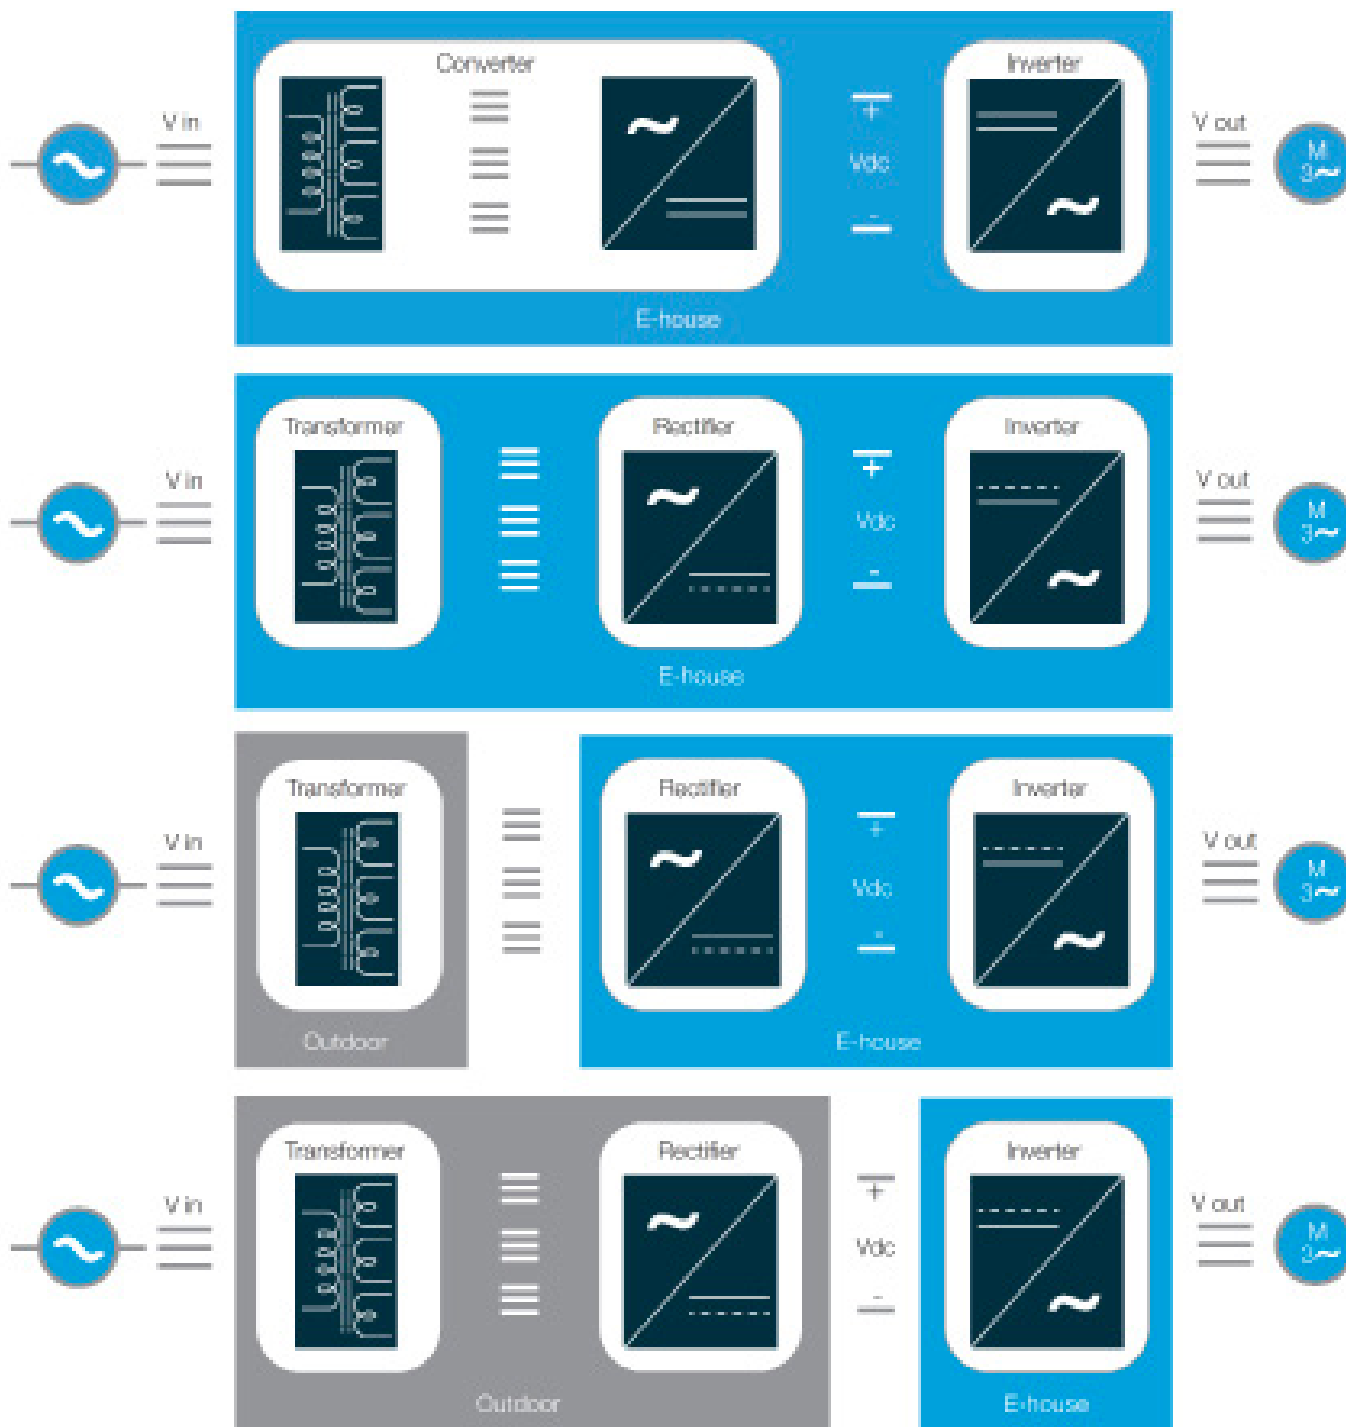 Converter
Inverter
V in
+
Vdc
-
V out
M
3~
E-house
Transformer
Rectifier
Inverter
V in
+
Vdc
-
V out
M
3~
E-house
Transformer
Rectifier
Inverter
V in
+
Vdc
-
V out
M
3~
Outdoor
E-house
Transformer
Rectifier
Inverter
V in
+
Vdc
-
V out
M
3~
Outdoor
E-house